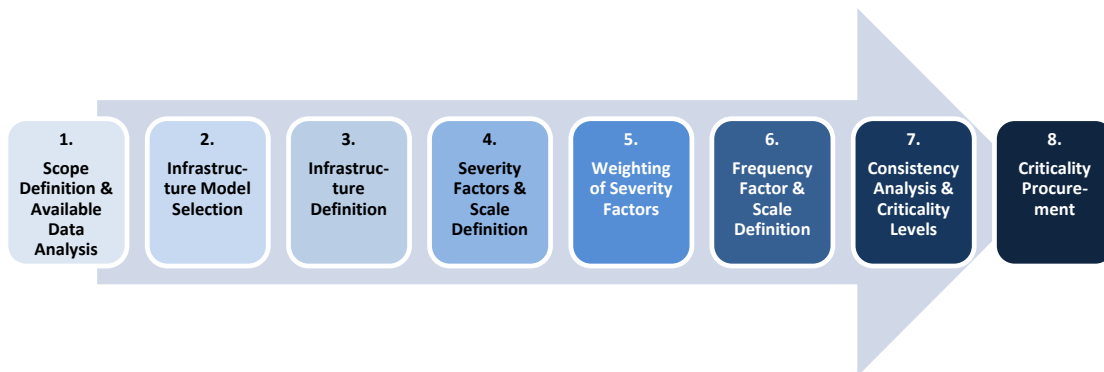 1.
Scope
Definition &
Available
Data
Analysis
2.
Infrastruc-
ture Model
Selection
3.
Infrastruc-
ture
Definition
4.
Severity
Factors &
Scale
Definition
5.
Weighting
of Severity
Factors
6.
Frequency
Factor &
Scale
Definition
7.
Consistency
Analysis &
Criticality
Levels
8.
Criticality
Procure-
ment